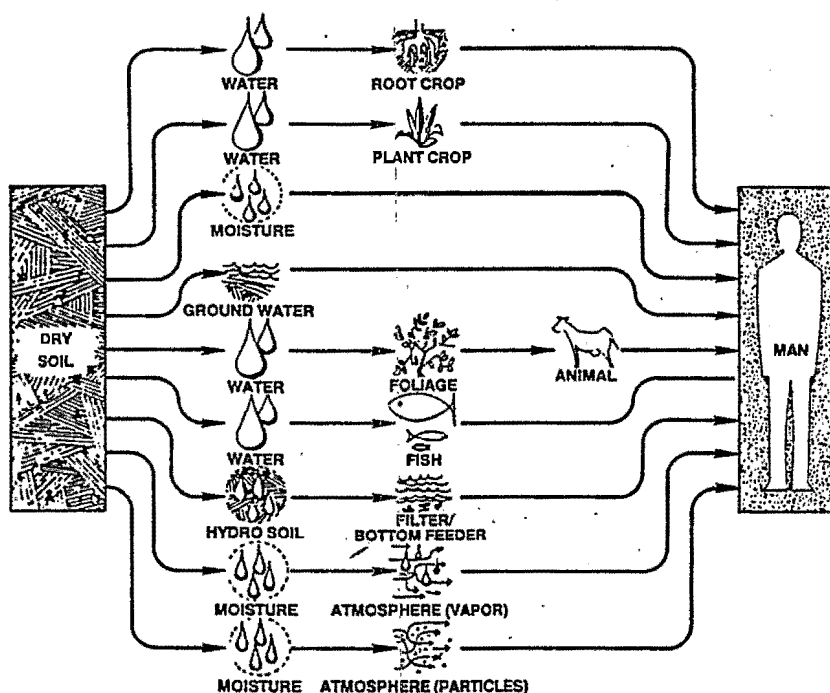 WATER
ROOT CROP
WATER
PLANT CROP
MOISTURE
GROUND WATER
DRY
SOIL
MAN
WATER
FOLIAGE
ANIMAL
WATER
FISH
HYDRO SOIL
FILTER/
BOTTOM FEEDER
MOISTURE
ATMOSPHERE (VAPOR)
MOISTURE
ATMOSPHERE (PARTICLES)